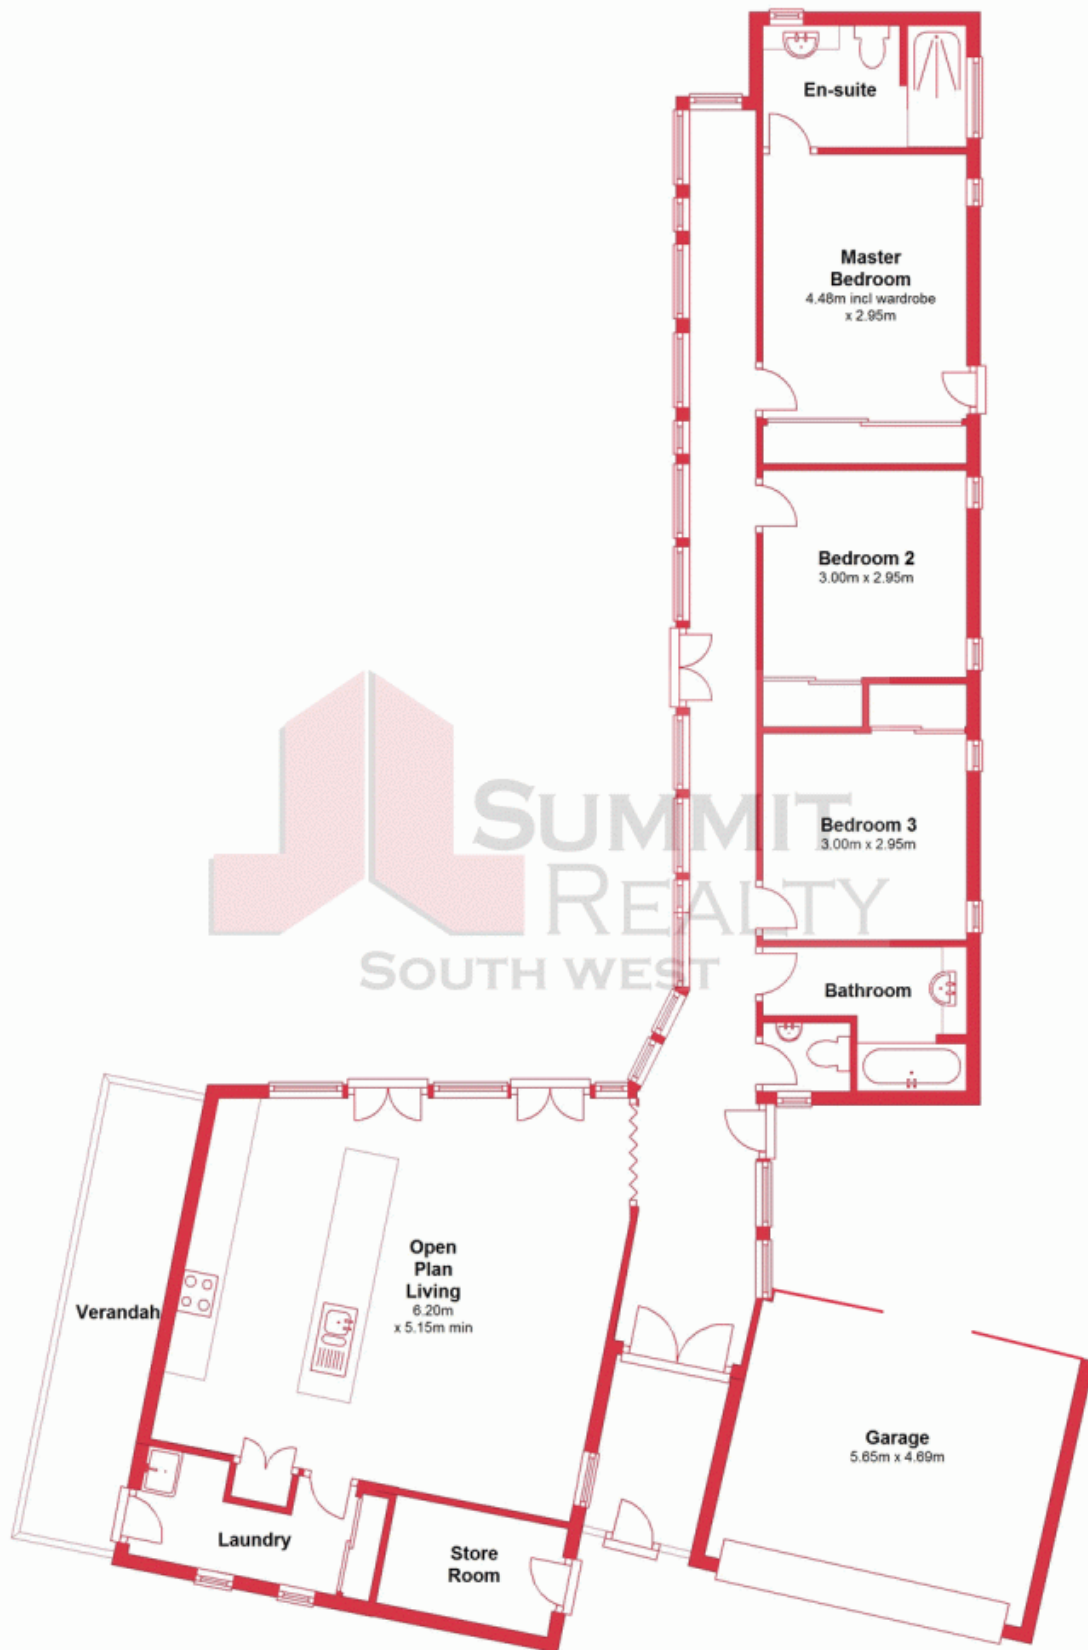 En-suite
Master
Bedroom
4.48m incl wardrobe
x 2.95m
Bedroom 2
3.00m x 2.95m
SUMMIT
REALTY
SOUTH WEST
Bedroom 3
3.00m x 2.95m
Bathroom
Open
Plan
Living
6.20m
x 5.15m min
Verandah
Garage
5.65m x 4.69m
Laundry
Store
Room